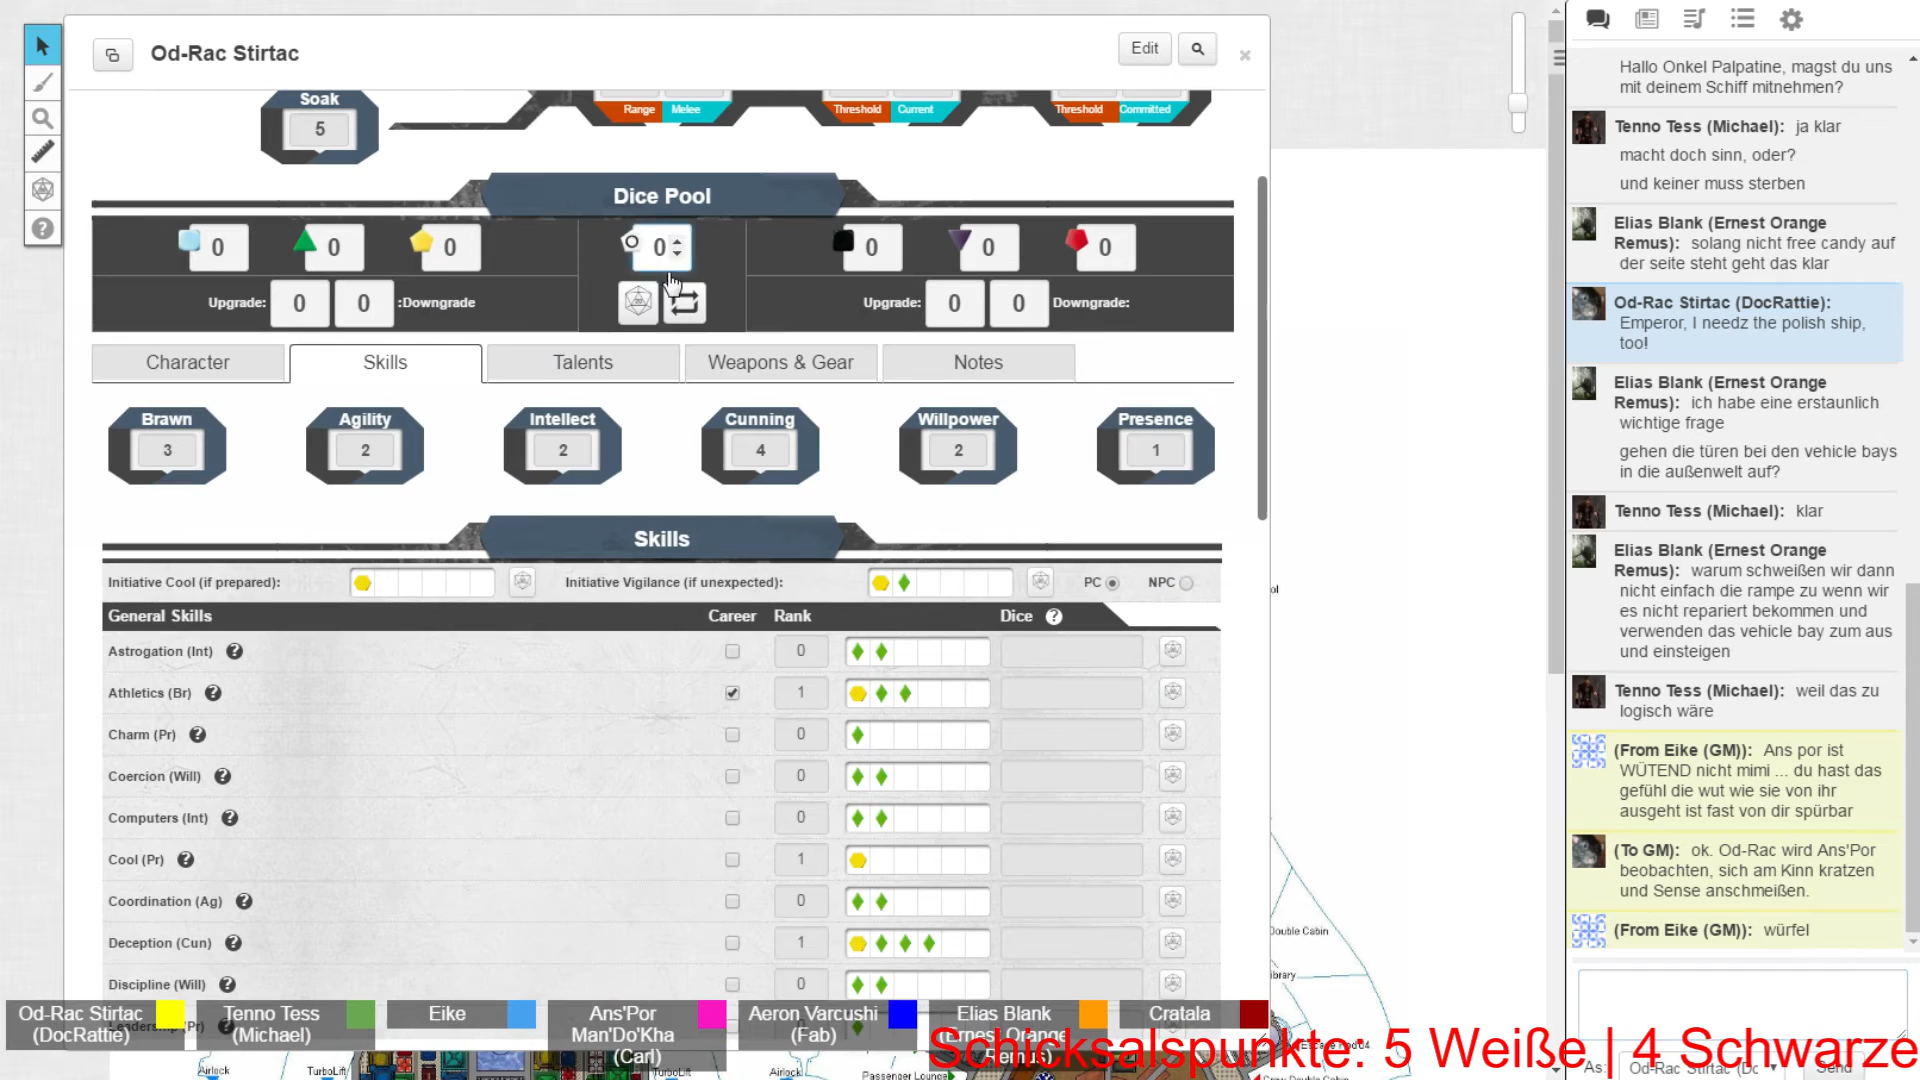 Od-Rac Stirtac
Edit
Soak
5
Range Melee
Threshold Current
Threshold Committed
Dice Pool
0 0 0 0 0 0 0
Upgrade: 0 0 :Downgrade
Upgrade: 0 0 Downgrade:
Character Skills Talents Weapons & Gear Notes
Brawn Agility Intellect Cunning Willpower Presence
3 2 2 4 2 1
Skills
Initiative Cool (if prepared): Initiative Vigilance (if unexpected): PC NPC
General Skills Career Rank Dice
Astrogation (Int) 0
Athletics (Br) 1
Charm (Pr) 0
Coercion (Will) 0
Computers (Int) 0
Cool (Pr) 1
Coordination (Ag) 0
Deception (Cun) 1
Discipline (Will) 0
Leadership (Pr)
Od-Rac Stirtac
(DocRattie)
Tenno Tess
(Michael)
Eike
Ans'Por
Man'Do'Kha
(Carl)
Aeron Varcushi
(Fab)
Elias Blank
(Ernest Orange
Remus)
Cratala
Schicksalspunkte: 5 Weiße | 4 Schwarze
Double Cabin
TurboLift
Airlock
Airlock
Passenger Lounge
Hallo Onkel Palpatine, magst du uns
mit deinem Schiff mitnehmen?
Tenno Tess (Michael): ja klar
macht doch sinn, oder?
und keiner muss sterben
Elias Blank (Ernest Orange
Remus): solang nicht free candy auf
der seite steht geht das klar
Od-Rac Stirtac (DocRattie):
Emperor, I needz the polish ship,
too!
Elias Blank (Ernest Orange
Remus): ich habe eine erstaunlich
wichtige frage
gehen die türen bei den vehicle bays
in die außenwelt auf?
Tenno Tess (Michael): klar
Elias Blank (Ernest Orange
Remus): warum schweißen wir dann
nicht einfach die rampe zu wenn wir
es nicht repariert bekommen und
verwenden das vehicle bay zum aus
und einsteigen
Tenno Tess (Michael): weil das zu
logisch wäre
(From Eike (GM)): Ans por ist
WÜTEND nicht mimi ... du hast das
gefühl die wut wie sie von ihr
ausgeht ist fast von dir spürbar
(To GM): ok. Od-Rac wird Ans'Por
beobachten, sich am Kinn kratzen
und Sense anschmeißen.
(From Eike (GM)): würfel
As: Od-Rac Stirtac (Dc Send